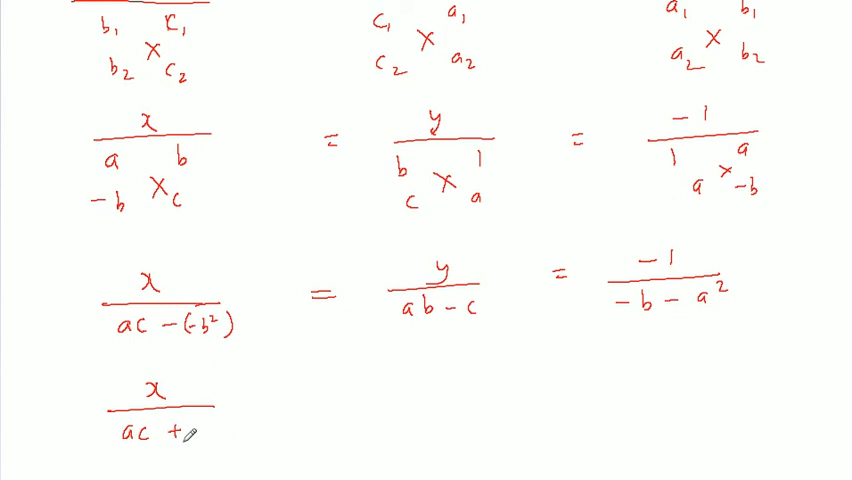 b₁ c₁ c₁ a₁ a₁ b₁
× × ×
b₂ c₂ c₂ a₂ a₂ b₂
x = y = -1
a b b 1 1 a
× × ×
-b c c a a -b
x = y = -1
ac - (-b²) ab - c -b - a²
x
ac +